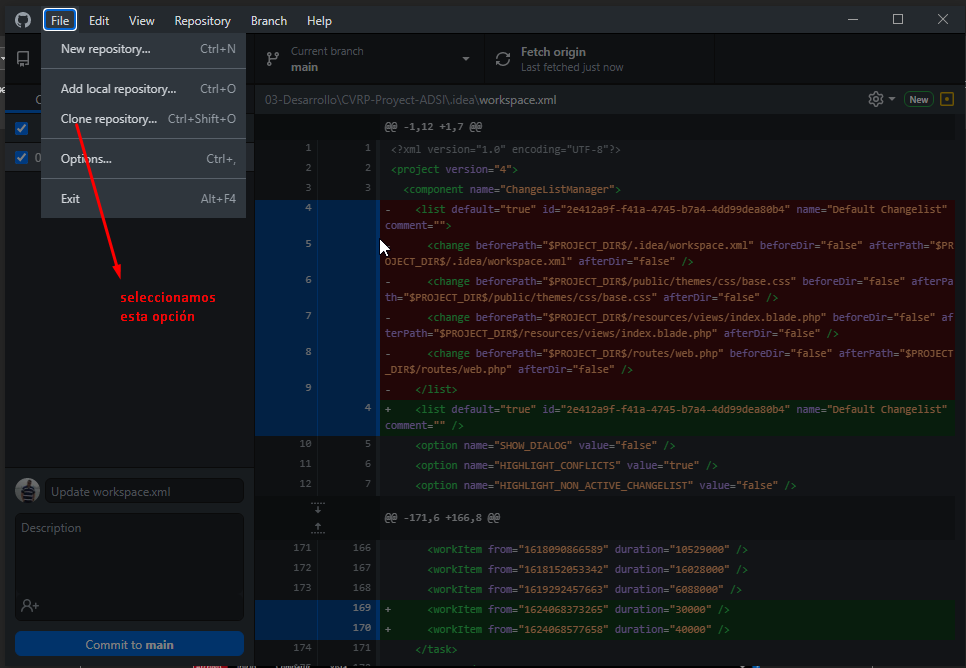 File Edit View Repository Branch Help
New repository... Ctrl+N
Add local repository... Ctrl+O
Clone repository... Ctrl+Shift+O
Options... Ctrl+,
Exit Alt+F4
seleccionamos
esta opción
Current branch
main
Fetch origin
Last fetched just now
03-Desarrollo\CVRP-Proyect-ADSI\.idea\workspace.xml
New
@@ -1,12 +1,7 @@
1 1 <?xml version="1.0" encoding="UTF-8"?>
2 2 <project version="4">
3 3 <component name="ChangeListManager">
4 - <list default="true" id="2e412a9f-f41a-4745-b7a4-4dd99dea80b4" name="Default Changelist"
comment="">
5 - <change beforePath="$PROJECT_DIR$/.idea/workspace.xml" beforeDir="false" afterPath="$PR
OJECT_DIR$/.idea/workspace.xml" afterDir="false" />
6 - <change beforePath="$PROJECT_DIR$/public/themes/css/base.css" beforeDir="false" afterPa
th="$PROJECT_DIR$/public/themes/css/base.css" afterDir="false" />
7 - <change beforePath="$PROJECT_DIR$/resources/views/index.blade.php" beforeDir="false" af
terPath="$PROJECT_DIR$/resources/views/index.blade.php" afterDir="false" />
8 - <change beforePath="$PROJECT_DIR$/routes/web.php" beforeDir="false" afterPath="$PROJECT
_DIR$/routes/web.php" afterDir="false" />
9 - </list>
4 + <list default="true" id="2e412a9f-f41a-4745-b7a4-4dd99dea80b4" name="Default Changelist"
comment="" />
10 5 <option name="SHOW_DIALOG" value="false" />
11 6 <option name="HIGHLIGHT_CONFLICTS" value="true" />
12 7 <option name="HIGHLIGHT_NON_ACTIVE_CHANGELIST" value="false" />
@@ -171,6 +166,8 @@
171 166 <workItem from="1618090866589" duration="10529000" />
172 167 <workItem from="1618152053342" duration="16028000" />
173 168 <workItem from="1619292457663" duration="6088000" />
169 + <workItem from="1624068373265" duration="30000" />
170 + <workItem from="1624068577658" duration="40000" />
174 171 </task>
Update workspace.xml
Description
Commit to main